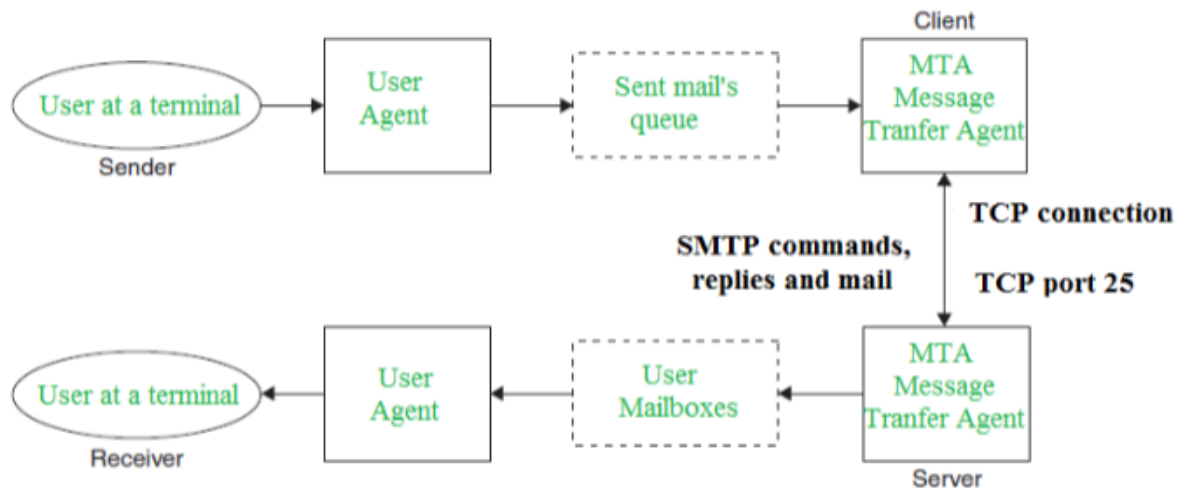 Client
User at a terminal
Sender
User
Agent
Sent mail's
queue
MTA
Message
Tranfer Agent
TCP connection
SMTP commands,
replies and mail
TCP port 25
User at a terminal
Receiver
User
Agent
User
Mailboxes
MTA
Message
Tranfer Agent
Server